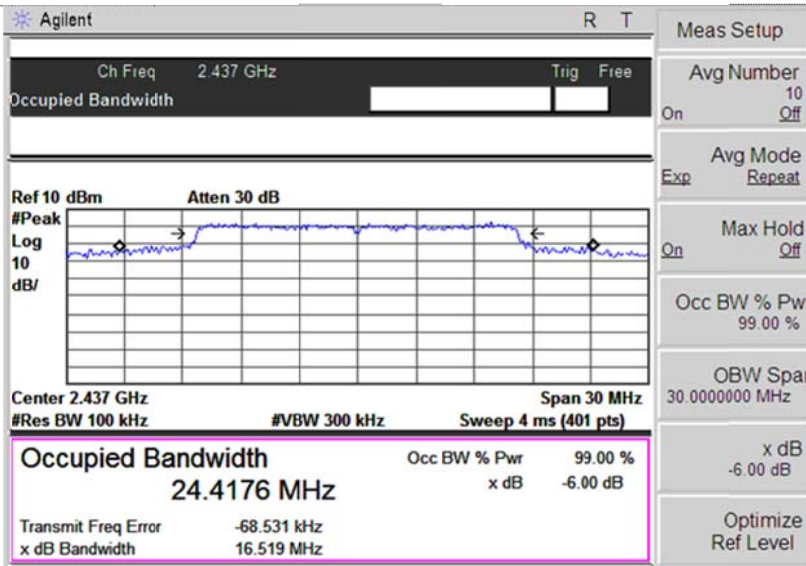 Agilent R T
Ch Freq 2.437 GHz Trig Free
Occupied Bandwidth
Ref 10 dBm Atten 30 dB
#Peak
Log
10
dB/
Center 2.437 GHz Span 30 MHz
#Res BW 100 kHz #VBW 300 kHz Sweep 4 ms (401 pts)
Occupied Bandwidth Occ BW % Pwr 99.00 %
24.4176 MHz x dB -6.00 dB
Transmit Freq Error -68.531 kHz
x dB Bandwidth 16.519 MHz
Meas Setup
Avg Number
10
On Off
Avg Mode
Exp Repeat
Max Hold
On Off
Occ BW % Pw
99.00 %
OBW Spa
30.0000000 MHz
x dB
-6.00 dB
Optimize
Ref Level